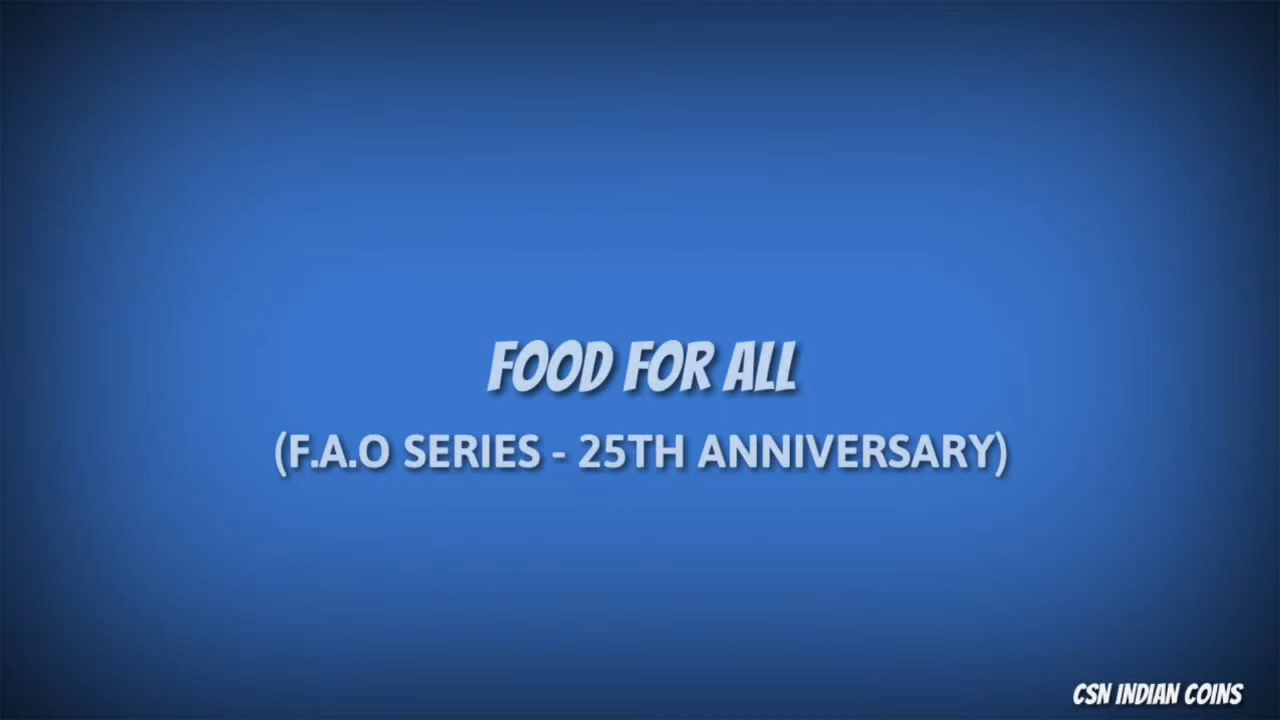 FOOD FOR ALL
(F.A.O SERIES - 25TH ANNIVERSARY)
CSN INDIAN COINS